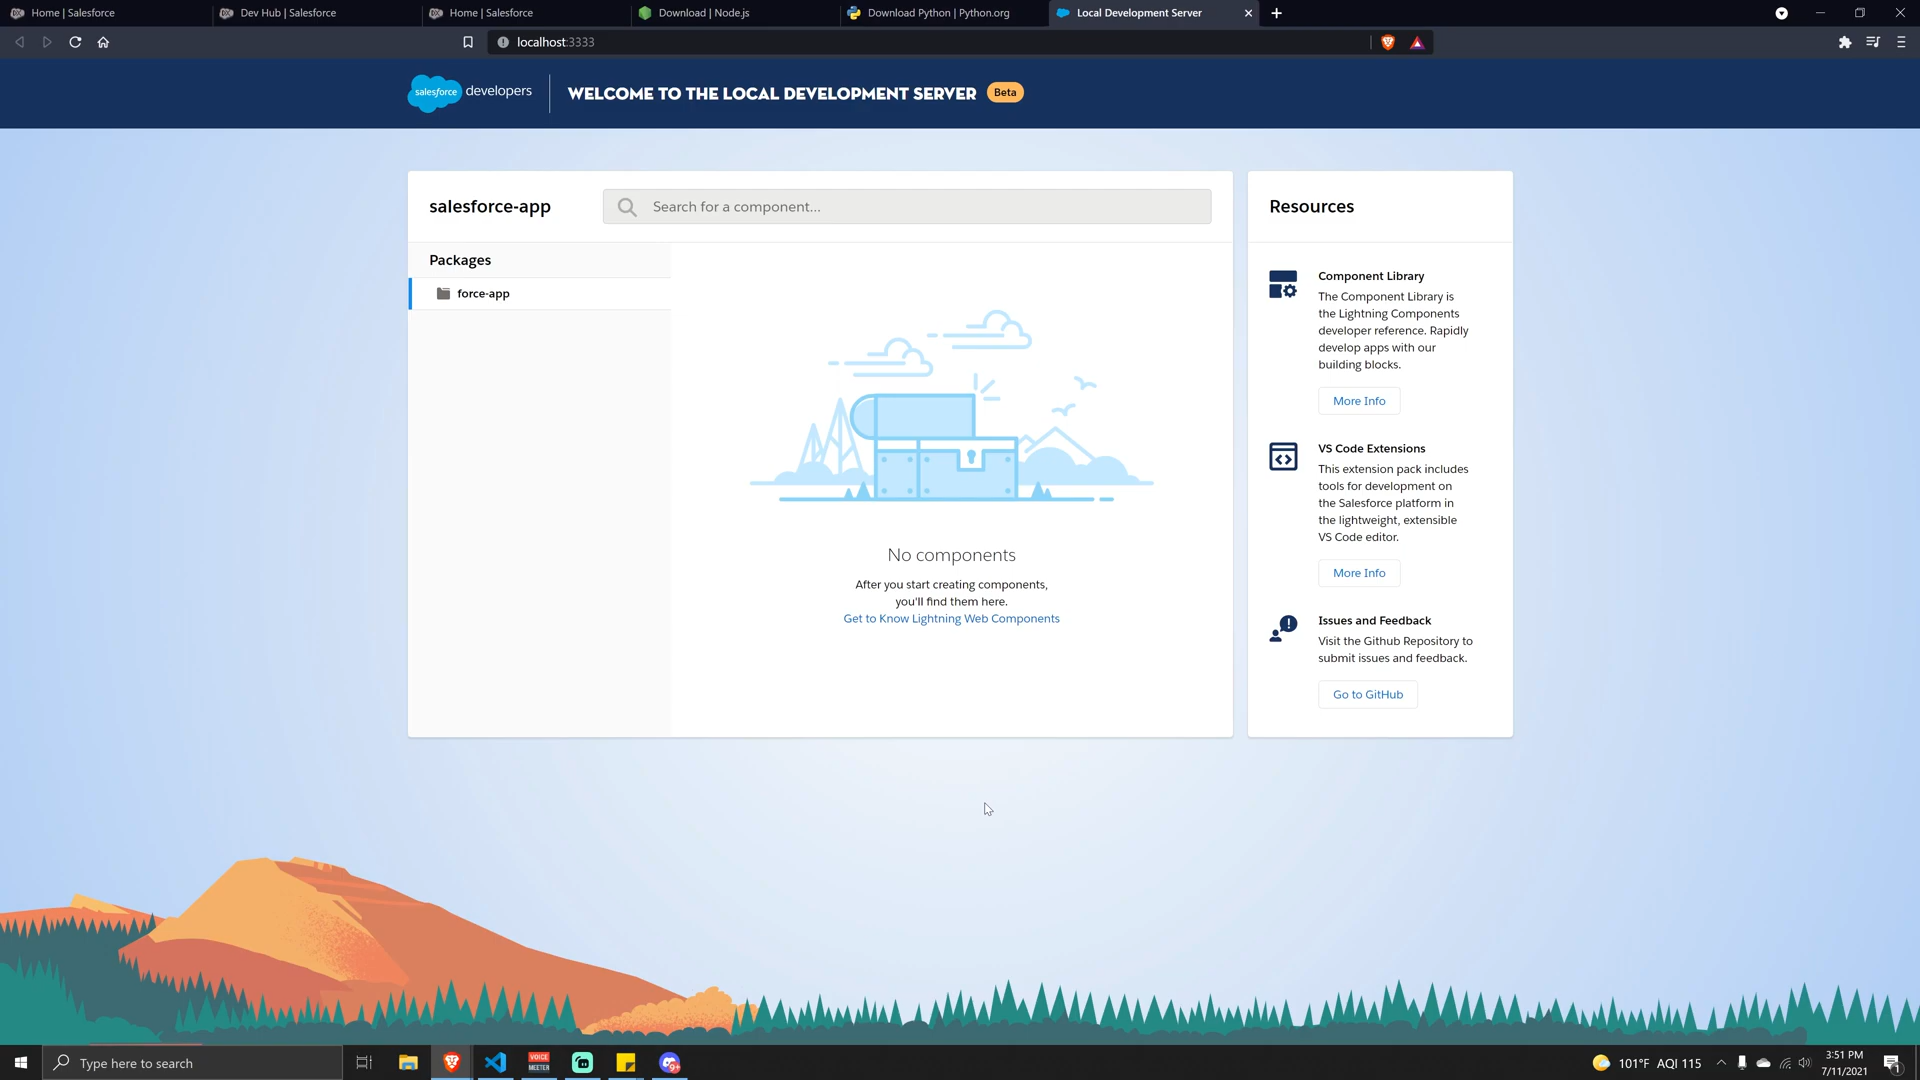 Home | Salesforce
Dev Hub | Salesforce
Home | Salesforce
Download | Node.js
Download Python | Python.org
Local Development Server
localhost:3333
salesforce developers
WELCOME TO THE LOCAL DEVELOPMENT SERVER
Beta
salesforce-app
Search for a component...
Packages
force-app
No components
After you start creating components,
you'll find them here.
Get to Know Lightning Web Components
Resources
Component Library
The Component Library is
the Lightning Components
developer reference. Rapidly
develop apps with our
building blocks.
More Info
VS Code Extensions
This extension pack includes
tools for development on
the Salesforce platform in
the lightweight, extensible
VS Code editor.
More Info
Issues and Feedback
Visit the Github Repository to
submit issues and feedback.
Go to GitHub
Type here to search
VOICE
MEETER
9+
101°F AQI 115
3:51 PM
7/11/2021
1